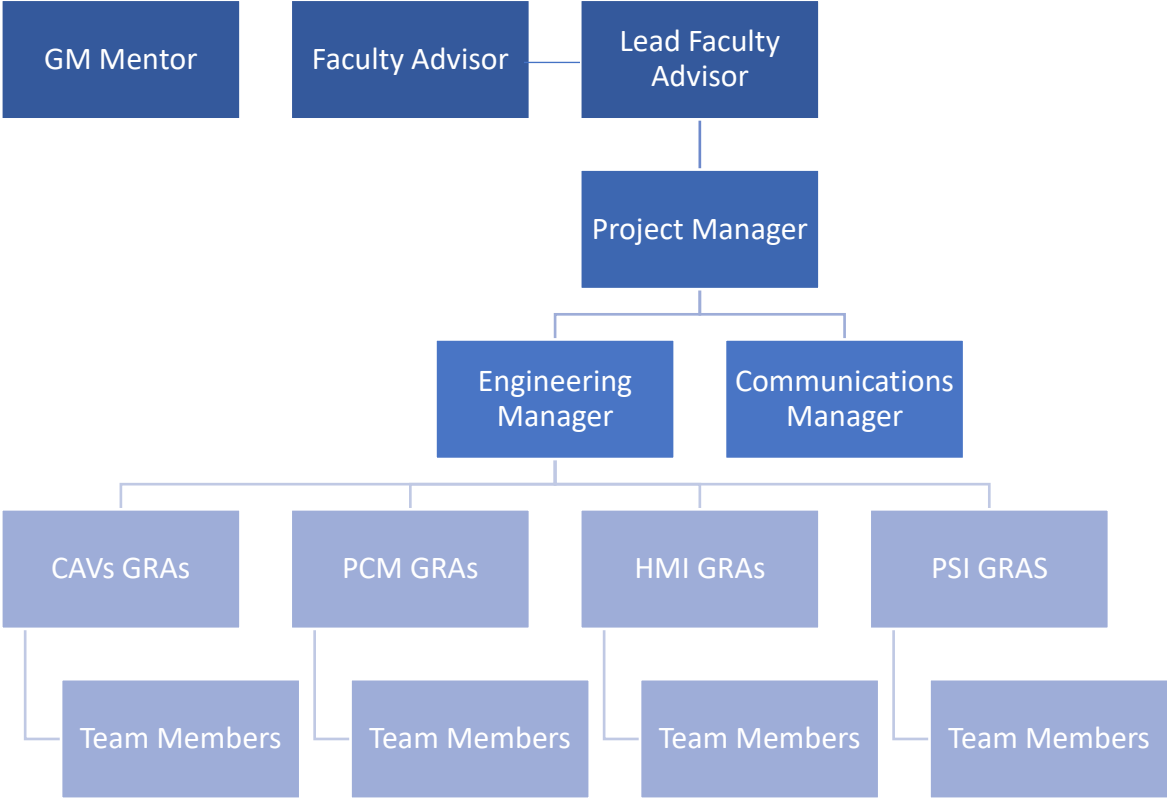 GM Mentor
Faculty Advisor
Lead Faculty
Advisor
Project Manager
Engineering
Manager
Communications
Manager
CAVs GRAs
PCM GRAs
HMI GRAs
PSI GRAS
Team Members
Team Members
Team Members
Team Members